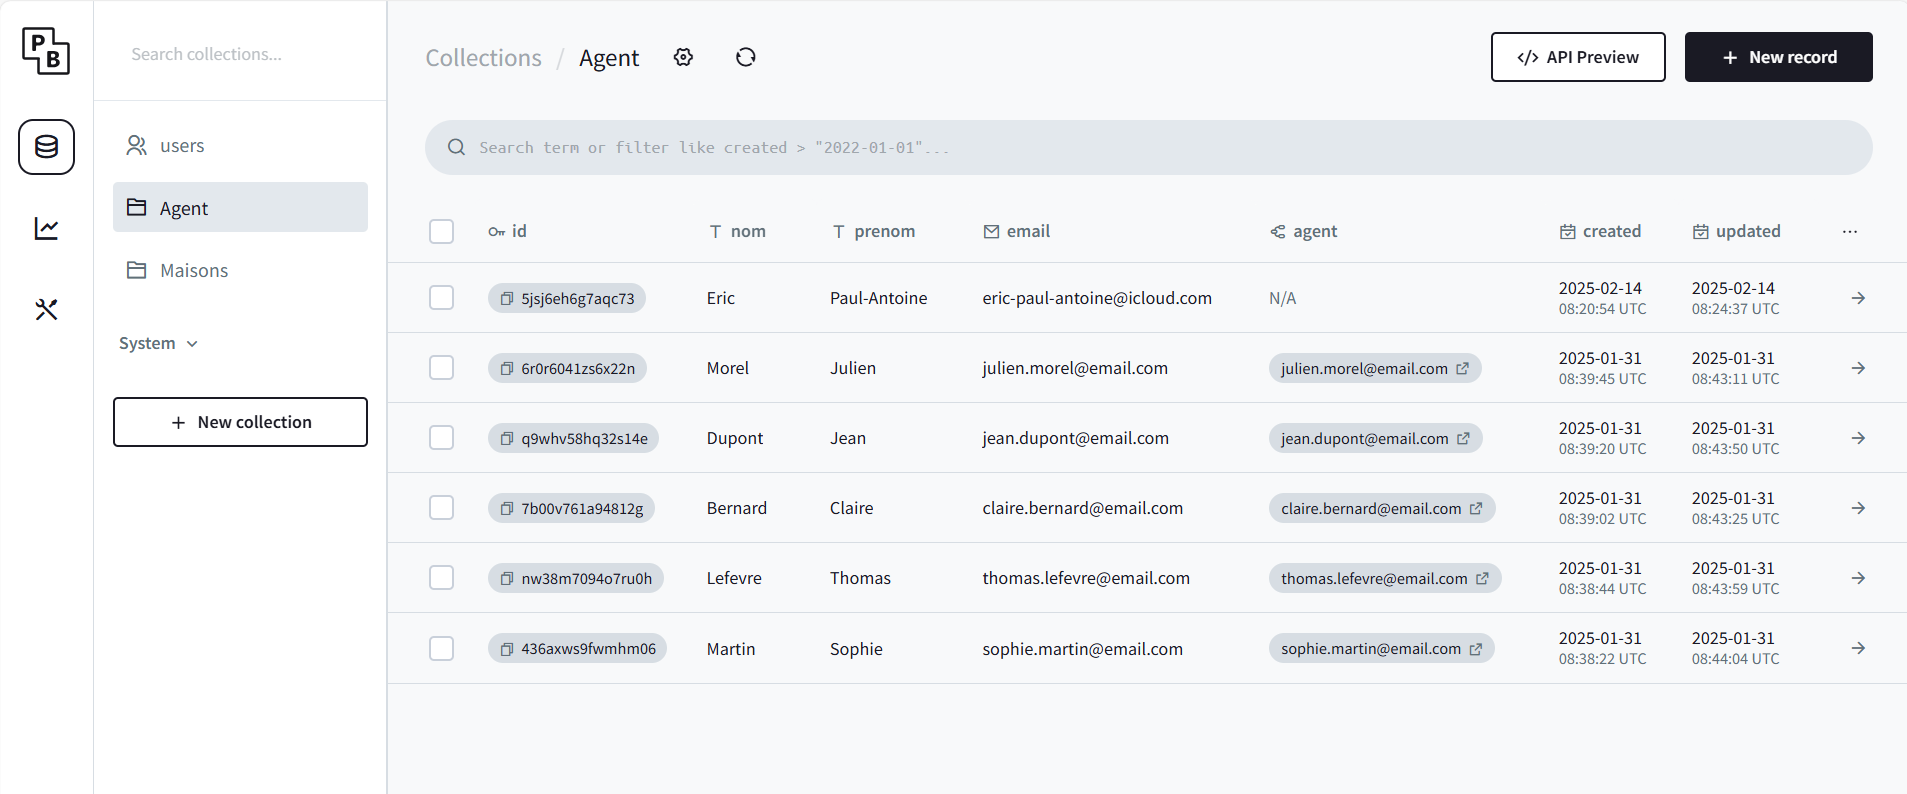 P
B
Search collections...
users
Agent
Maisons
System
+ New collection
Collections / Agent
</> API Preview
+ New record
Search term or filter like created > "2022-01-01"...
id nom prenom email agent created updated ...
5jsj6eh6g7aqc73 Eric Paul-Antoine eric-paul-antoine@icloud.com N/A 2025-02-14 2025-02-14
08:20:54 UTC 08:24:37 UTC
6r0r6041zs6x22n Morel Julien julien.morel@email.com julien.morel@email.com 2025-01-31 2025-01-31
08:39:45 UTC 08:43:11 UTC
q9whv58hq32s14e Dupont Jean jean.dupont@email.com jean.dupont@email.com 2025-01-31 2025-01-31
08:39:20 UTC 08:43:50 UTC
7b00v761a94812g Bernard Claire claire.bernard@email.com claire.bernard@email.com 2025-01-31 2025-01-31
08:39:02 UTC 08:43:25 UTC
nw38m7094o7ru0h Lefevre Thomas thomas.lefevre@email.com thomas.lefevre@email.com 2025-01-31 2025-01-31
08:38:44 UTC 08:43:59 UTC
436axws9fwmhm06 Martin Sophie sophie.martin@email.com sophie.martin@email.com 2025-01-31 2025-01-31
08:38:22 UTC 08:44:04 UTC